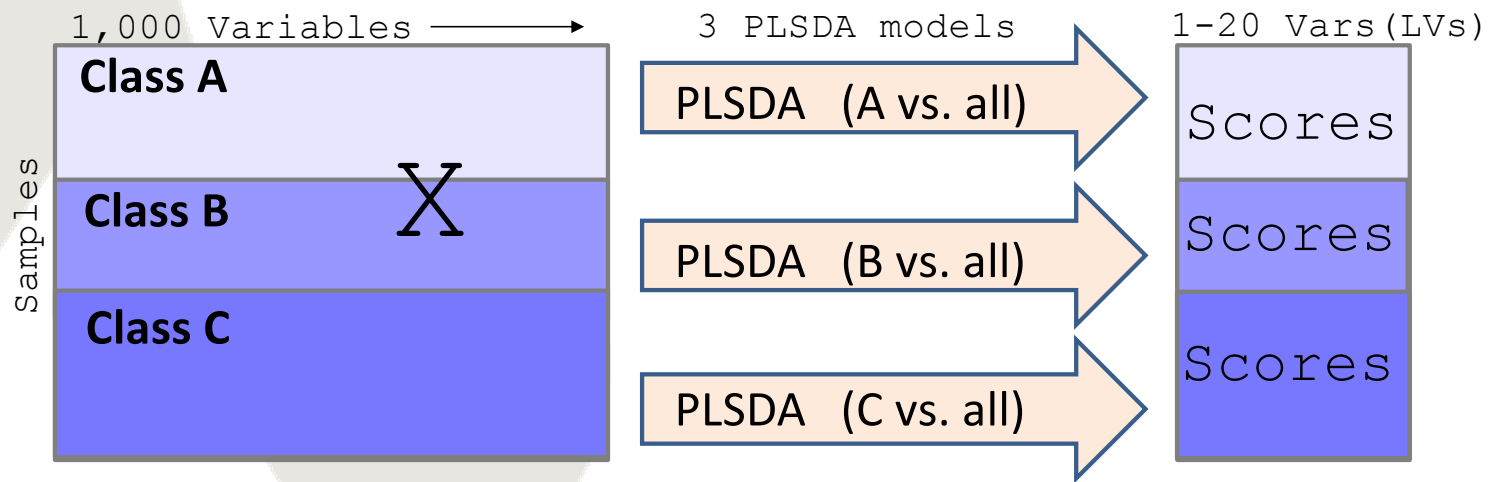 1,000 Variables
3 PLSDA models
1-20 Vars(LVs)
Samples
Class A
X
Class B
Class C
PLSDA (A vs. all)
PLSDA (B vs. all)
PLSDA (C vs. all)
Scores
Scores
Scores